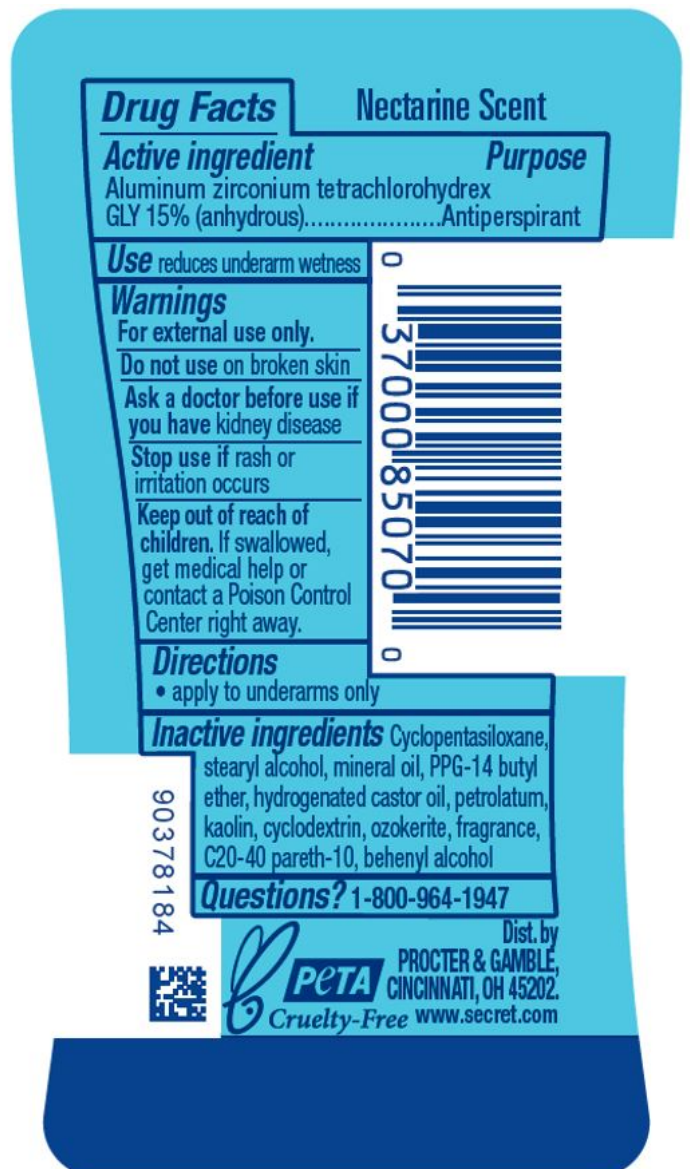 Drug Facts
Nectarine Scent
Active ingredient Purpose
Aluminum zirconium tetrachlorohydrex
GLY 15% (anhydrous).....................Antiperspirant
Use reduces underarm wetness
Warnings
For external use only.
Do not use on broken skin
Ask a doctor before use if
you have kidney disease
Stop use if rash or
irritation occurs
Keep out of reach of
children. If swallowed,
get medical help or
contact a Poison Control
Center right away.
Directions
• apply to underarms only
0 37000 85070 0
Inactive ingredients Cyclopentasiloxane,
stearyl alcohol, mineral oil, PPG-14 butyl
ether, hydrogenated castor oil, petrolatum,
kaolin, cyclodextrin, ozokerite, fragrance,
C20-40 pareth-10, behenyl alcohol
Questions? 1-800-964-1947
90378184
PETA
Cruelty-Free
Dist. by
PROCTER & GAMBLE,
CINCINNATI, OH 45202.
www.secret.com